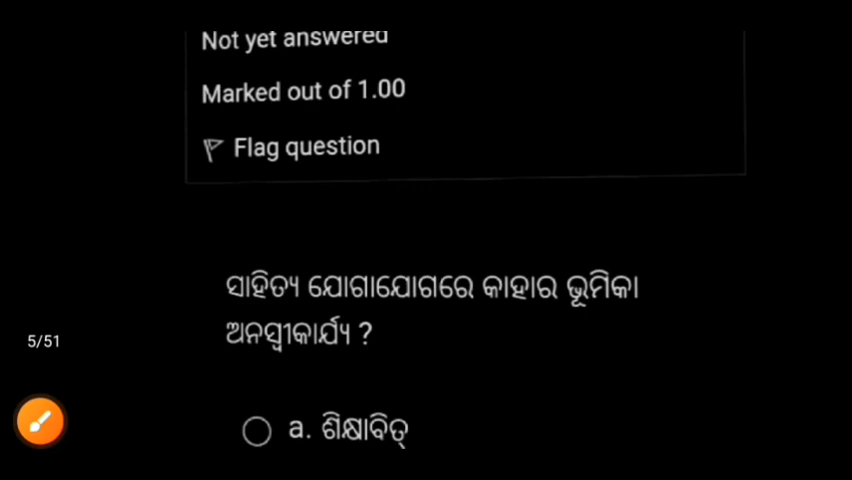 Not yet answered
Marked out of 1.00
Flag question
ସାହିତ୍ୟ ଯୋଗାଯୋଗରେ କାହାର ଭୂମିକା
ଅନସ୍ୱୀକାର୍ଯ୍ୟ ?
5/51
a. ଶିକ୍ଷାବିତ୍